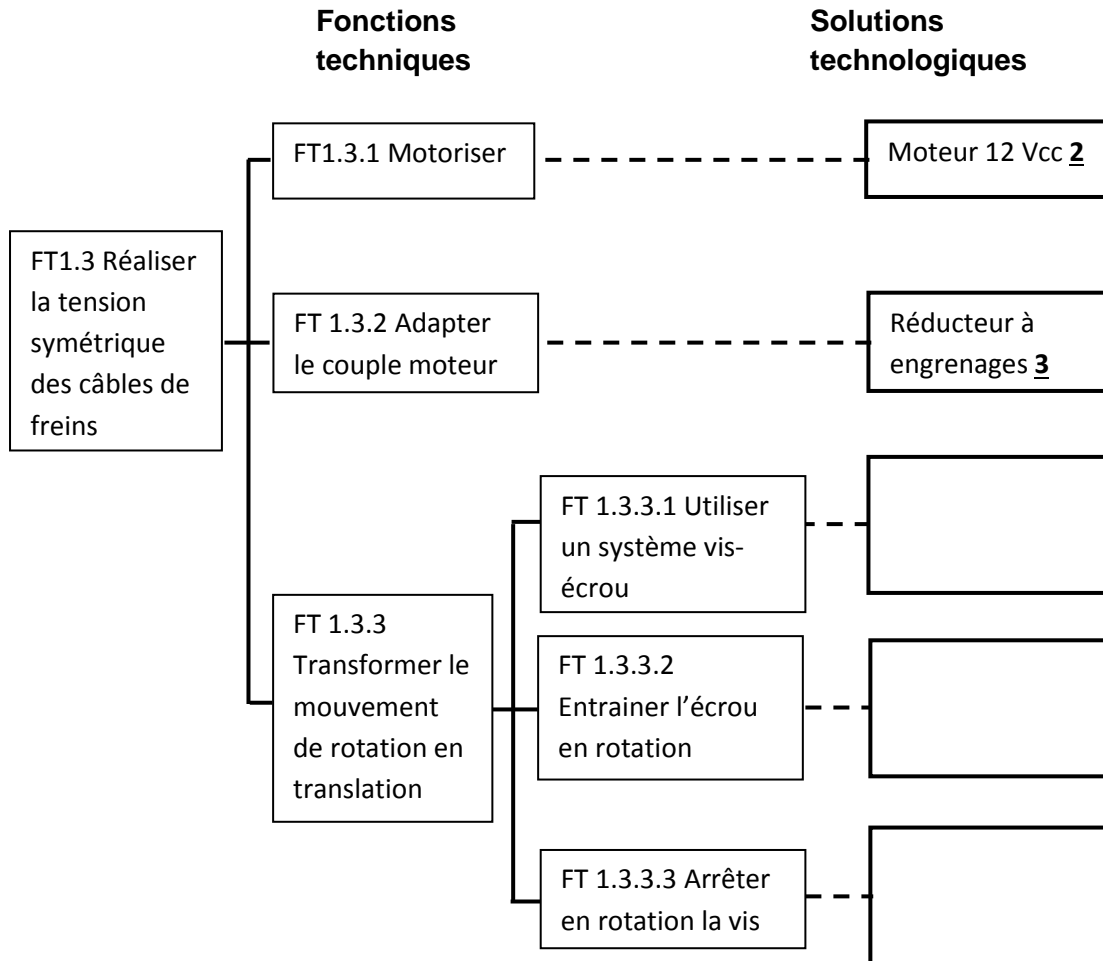 Fonctions
techniques
Solutions
technologiques
FT1.3.1 Motoriser
Moteur 12 Vcc 2
FT1.3 Réaliser
la tension
symétrique
des câbles de
freins
FT 1.3.2 Adapter
le couple moteur
Réducteur à
engrenages 3
FT 1.3.3
Transformer le
mouvement
de rotation en
translation
FT 1.3.3.1 Utiliser
un système vis-
écrou
FT 1.3.3.2
Entrainer l’écrou
en rotation
FT 1.3.3.3 Arrêter
en rotation la vis